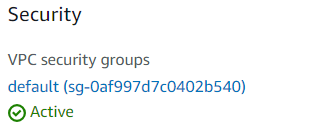 Security
VPC security groups
default (sg-0af997d7c0402b540)
Active